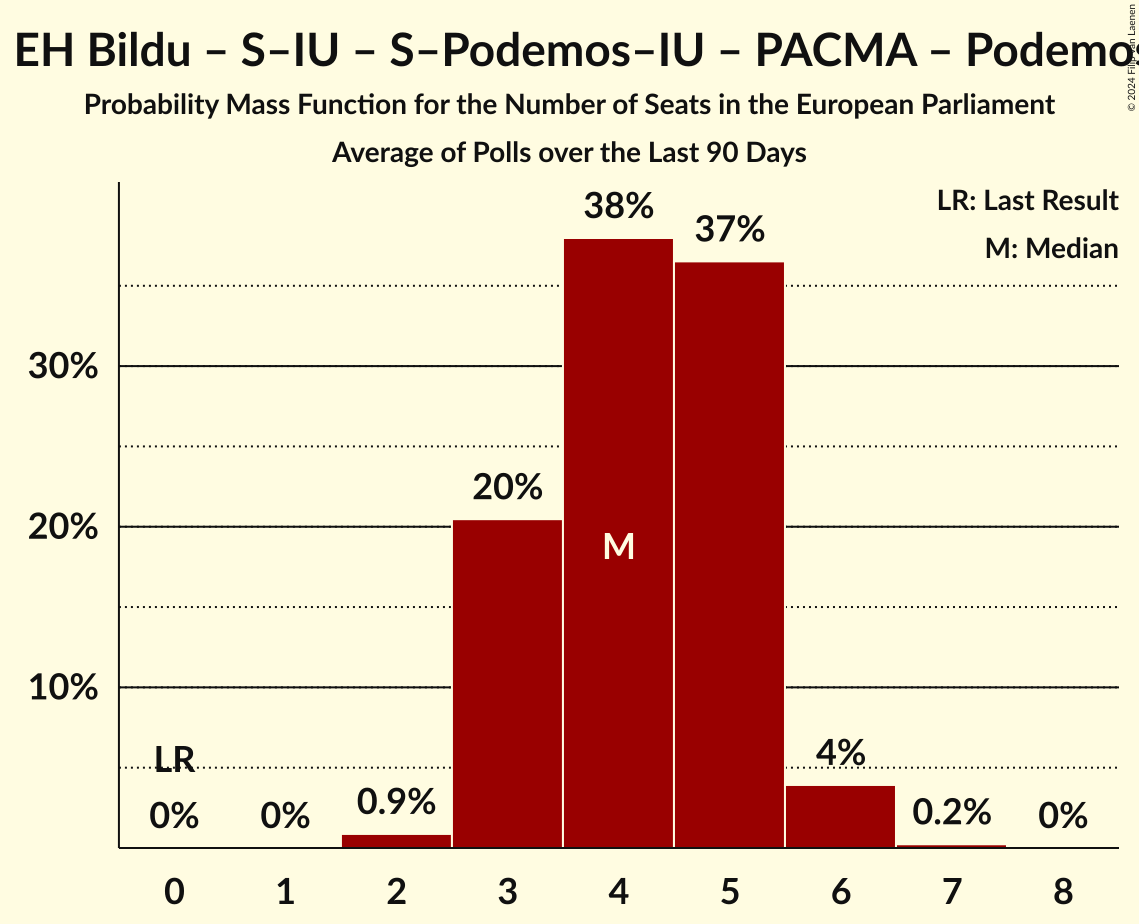 EH Bildu – S–IU – S–Podemos–IU – PACMA – Podemos
© 2024 Filip van Laenen
Probability Mass Function for the Number of Seats in the European Parliament
Average of Polls over the Last 90 Days
LR: Last Result
M: Median
38%
37%
30%
20%
20%
M
10%
LR
4%
0%
0%
0.9%
0.2%
0%
0 1 2 3 4 5 6 7 8